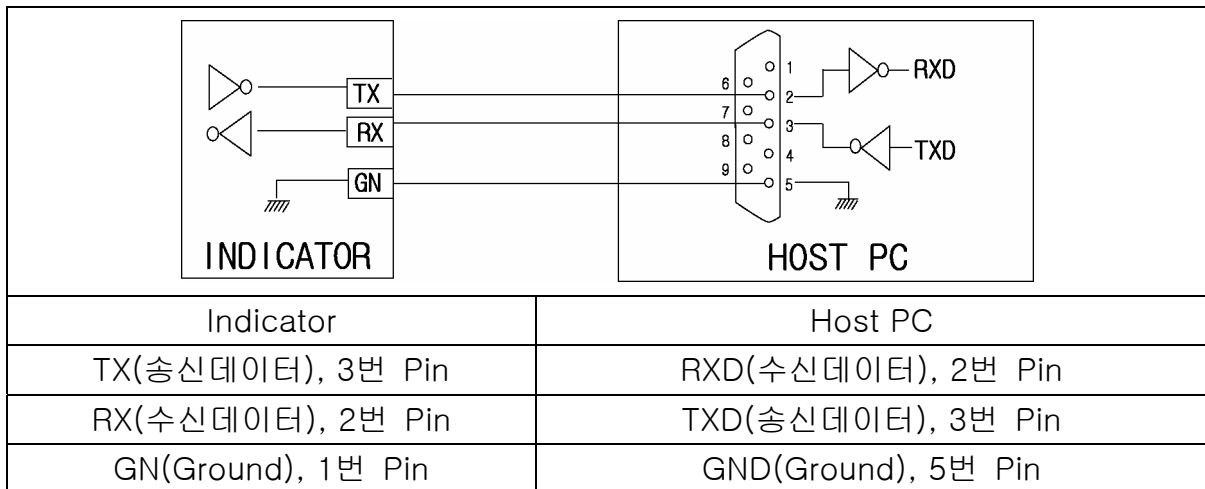 TX
RX
GN
INDICATOR
1
6
2
7
3
8
4
9
5
RXD
TXD
HOST PC
Indicator
Host PC
TX(송신데이터), 3번 Pin
RXD(수신데이터), 2번 Pin
RX(수신데이터), 2번 Pin
TXD(송신데이터), 3번 Pin
GN(Ground), 1번 Pin
GND(Ground), 5번 Pin